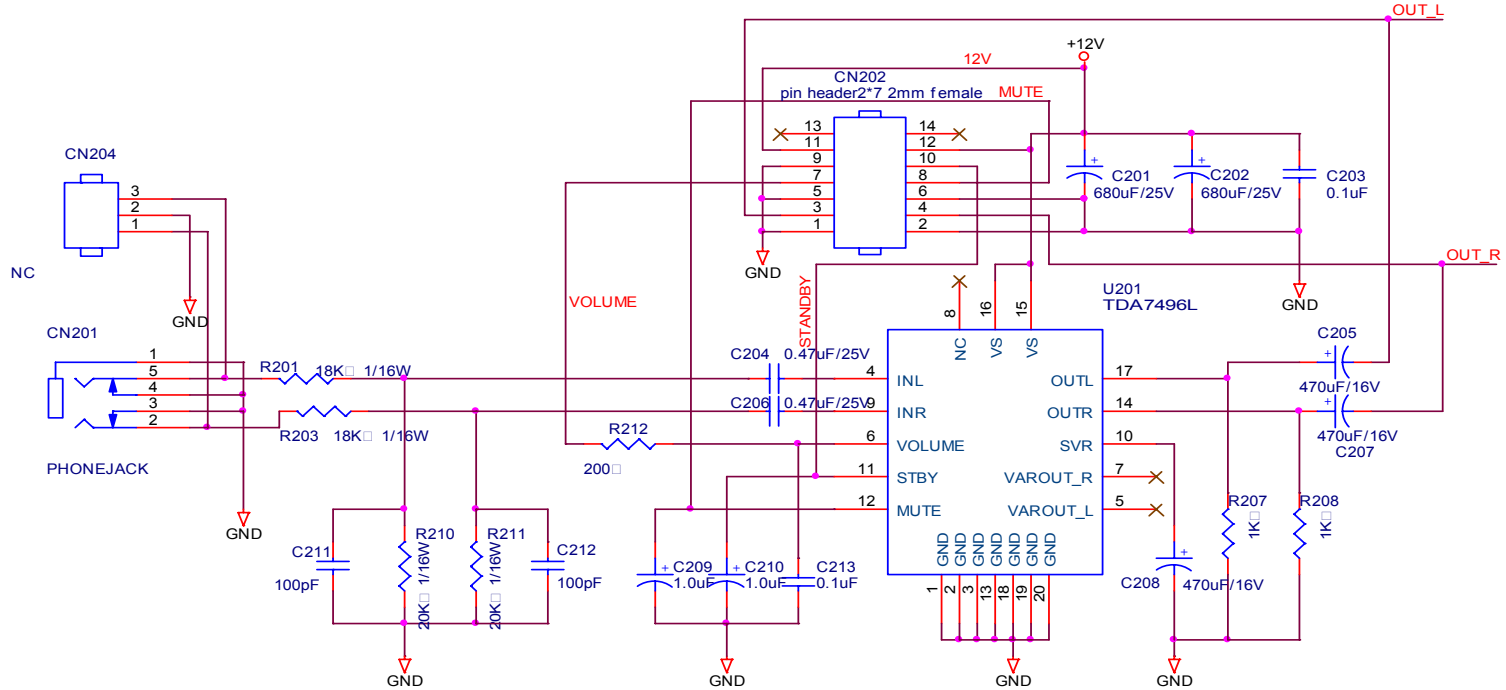 OUT_L
+12V
12V
CN202
pin header2*7 2mm female
MUTE
13
14
11
12
9
10
7
8
5
6
3
4
1
2
C201
680uF/25V
C202
680uF/25V
C203
0.1uF
GND
GND
OUT_R
CN204
3
2
1
NC
GND
VOLUME
STANDBY
CN201
1
5
4
3
2
PHONEJACK
GND
R201
18K□ 1/16W
R203
18K□ 1/16W
C204
0.47uF/25V
C206
0.47uF/25V
R212
200□
U201
TDA7496L
8
16
15
NC
VS
VS
4
INL
9
INR
6
VOLUME
11
STBY
12
MUTE
OUTL
17
OUTR
14
SVR
10
VAROUT_R
7
VAROUT_L
5
GND
GND
GND
GND
GND
GND
GND
1
2
3
13
18
19
20
GND
C205
470uF/16V
470uF/16V
C207
R207
1K□
R208
1K□
C208
470uF/16V
GND
C211
100pF
R210
20K□ 1/16W
R211
20K□ 1/16W
C212
100pF
GND
C209
1.0uF
C210
1.0uF
C213
0.1uF
GND